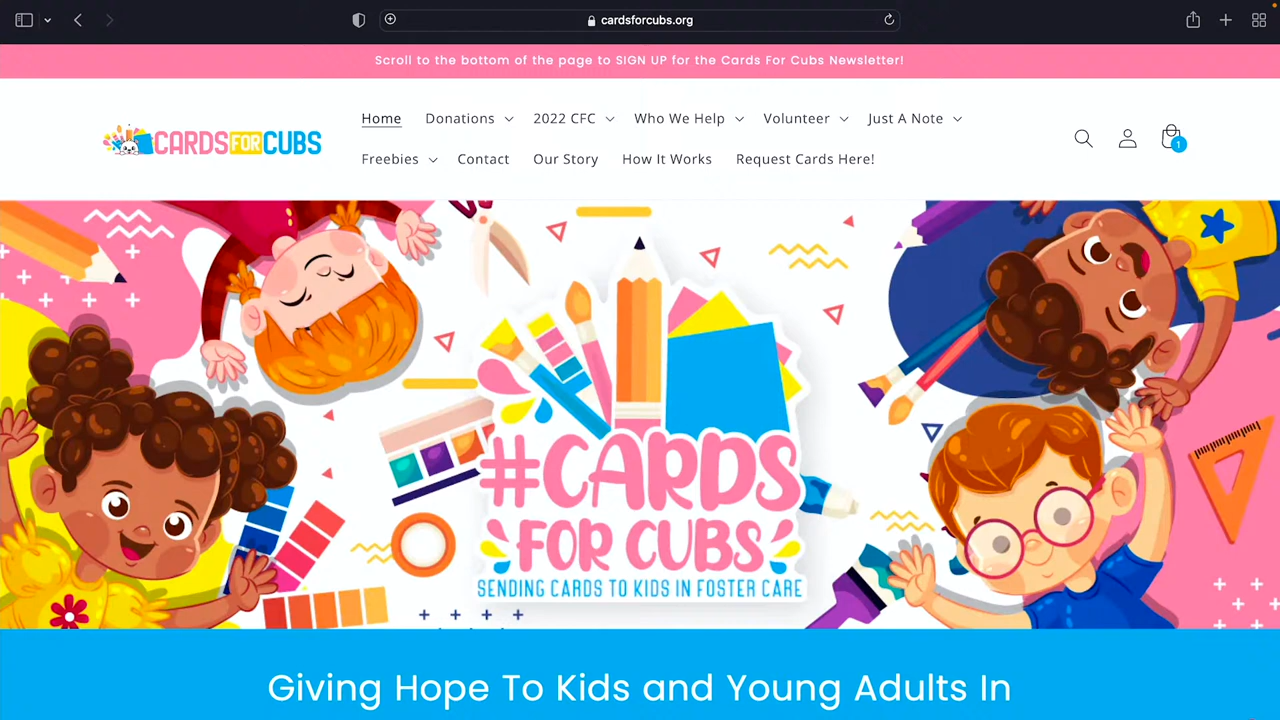 cardsforcubs.org
Scroll to the bottom of the page to SIGN UP for the Cards For Cubs Newsletter!
CARDS FOR CUBS
Home Donations 2022 CFC Who We Help Volunteer Just A Note
Freebies Contact Our Story How It Works Request Cards Here!
1
#CARDS
FOR CUBS
SENDING CARDS TO KIDS IN FOSTER CARE
Giving Hope To Kids and Young Adults In